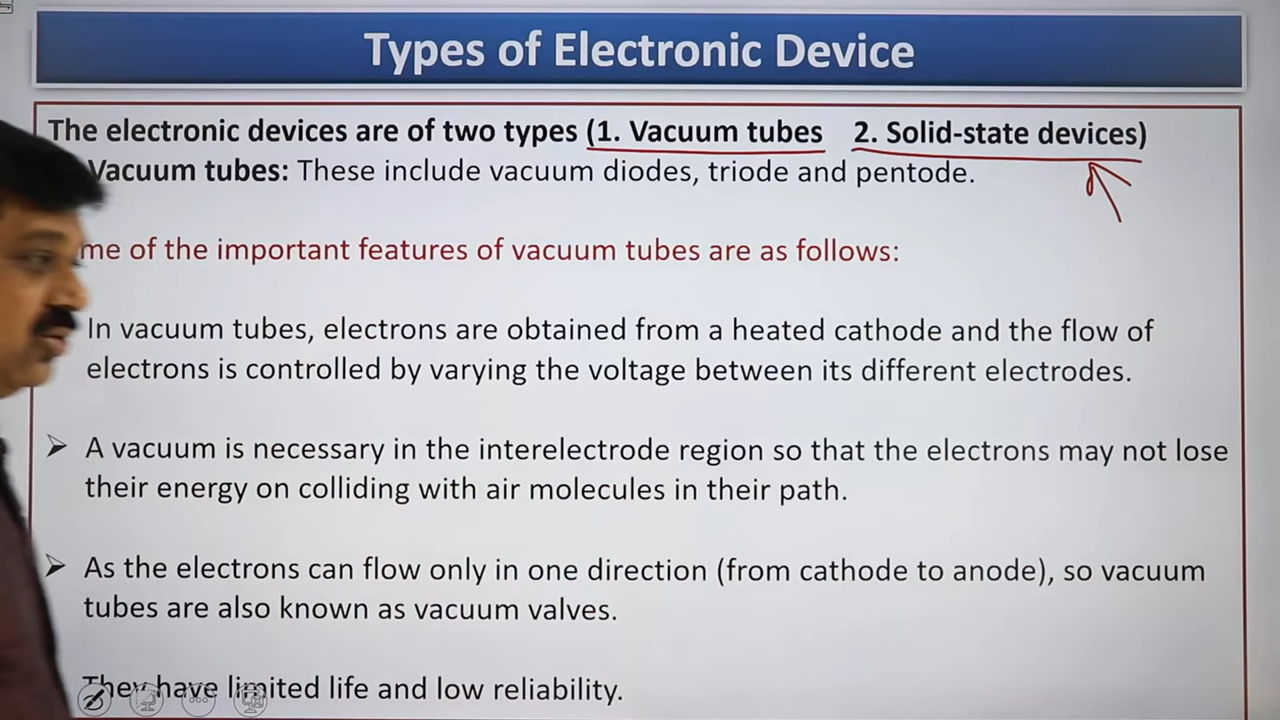 Types of Electronic Device
The electronic devices are of two types (1. Vacuum tubes 2. Solid-state devices)
Vacuum tubes: These include vacuum diodes, triode and pentode.
me of the important features of vacuum tubes are as follows:
In vacuum tubes, electrons are obtained from a heated cathode and the flow of
electrons is controlled by varying the voltage between its different electrodes.
➢ A vacuum is necessary in the interelectrode region so that the electrons may not lose
their energy on colliding with air molecules in their path.
➢ As the electrons can flow only in one direction (from cathode to anode), so vacuum
tubes are also known as vacuum valves.
They have limited life and low reliability.